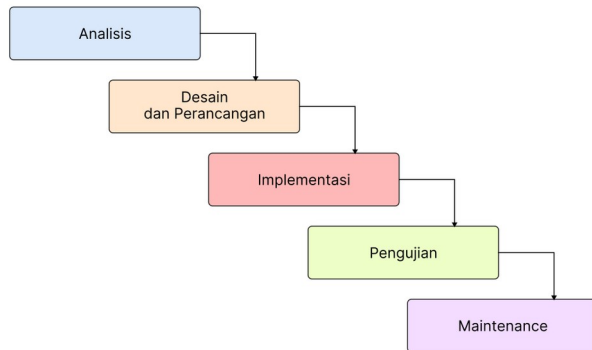 Analisis
Desain
dan Perancangan
Implementasi
Pengujian
Maintenance